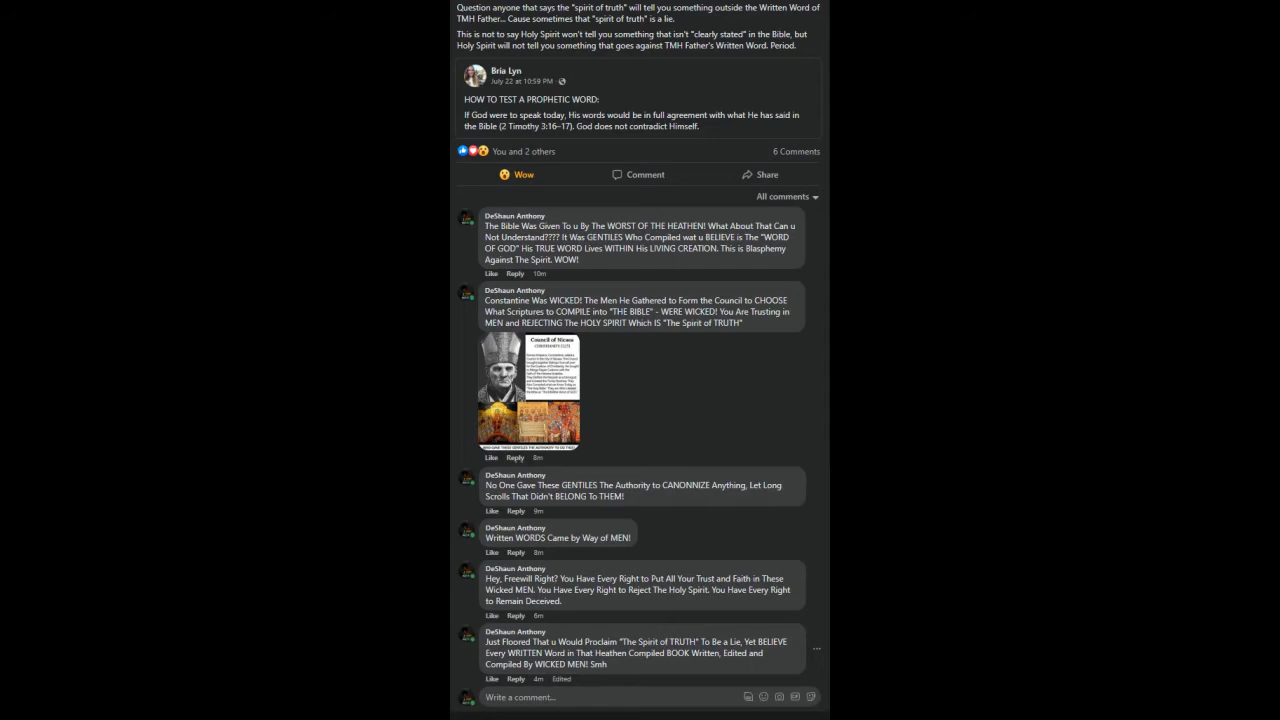 Question anyone that says the "spirit of truth" will tell you something outside the Written Word of
TMH Father... Cause sometimes that "spirit of truth" is a lie.
This is not to say Holy Spirit won't tell you something that isn't "clearly stated" in the Bible, but
Holy Spirit will not tell you something that goes against TMH Father's Written Word. Period.
Bria Lyn
July 22 at 10:59 PM
HOW TO TEST A PROPHETIC WORD:
If God were to speak today, His words would be in full agreement with what He has said in
the Bible (2 Timothy 3:16–17). God does not contradict Himself.
You and 2 others 6 Comments
Wow Comment Share
All comments
DeShaun Anthony
The Bible Was Given To u By The WORST OF THE HEATHEN! What About That Can u
Not Understand???? It Was GENTILES Who Compiled wat u BELIEVE is The "WORD
OF GOD" His TRUE WORD Lives WITHIN His LIVING CREATION. This is Blasphemy
Against The Spirit. WOW!
Like Reply 10m
DeShaun Anthony
Constantine Was WICKED! The Men He Gathered to Form the Council to CHOOSE
What Scriptures to COMPILE into "THE BIBLE" - WERE WICKED! You Are Trusting in
MEN and REJECTING The HOLY SPIRIT Which IS "The Spirit of TRUTH"
Council of Nicaea
Like Reply 8m
DeShaun Anthony
No One Gave These GENTILES The Authority to CANONNIZE Anything, Let Long
Scrolls That Didn't BELONG To THEM!
Like Reply 9m
DeShaun Anthony
Written WORDS Came by Way of MEN!
Like Reply 8m
DeShaun Anthony
Hey, Freewill Right? You Have Every Right to Put All Your Trust and Faith in These
Wicked MEN. You Have Every Right to Reject The Holy Spirit. You Have Every Right
to Remain Deceived.
Like Reply 6m
DeShaun Anthony
Just Floored That u Would Proclaim "The Spirit of TRUTH" To Be a Lie, Yet BELIEVE
Every WRITTEN Word in That Heathen Compiled BOOK Written, Edited and
Compiled By WICKED MEN! Smh
Like Reply 4m Edited
Write a comment...